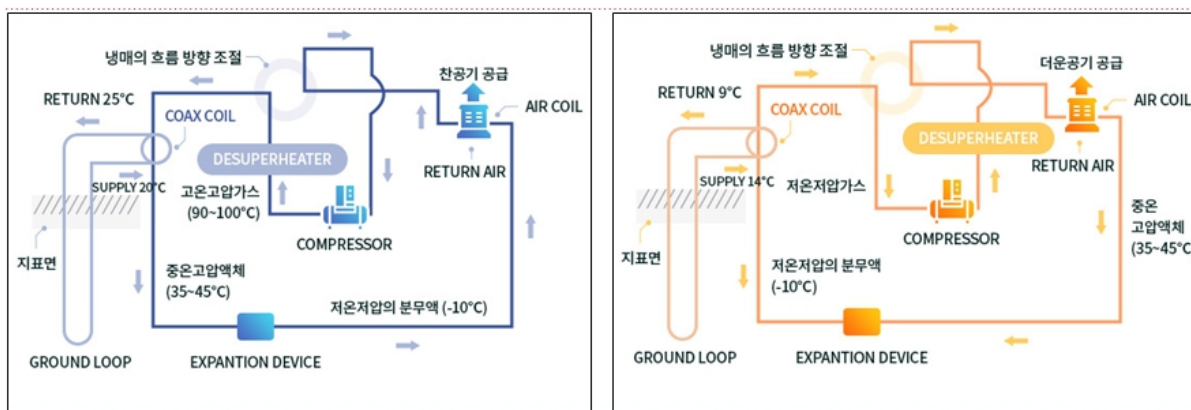 냉매의 흐름 방향 조절
찬공기 공급
RETURN 25°C
AIR COIL
COAX COIL
DESUPERHEATER
RETURN AIR
SUPPLY 20°C
고온고압가스
(90~100°C)
COMPRESSOR
지표면
중온고압액체
(35~45°C)
저온저압의 분무액 (-10°C)
GROUND LOOP
EXPANTION DEVICE
냉매의 흐름 방향 조절
더운공기 공급
RETURN 9°C
AIR COIL
COAX COIL
DESUPERHEATER
RETURN AIR
SUPPLY 14°C
저온저압가스
중온
고압액체
(35~45°C)
COMPRESSOR
지표면
저온저압의 분무액
(-10°C)
GROUND LOOP
EXPANTION DEVICE